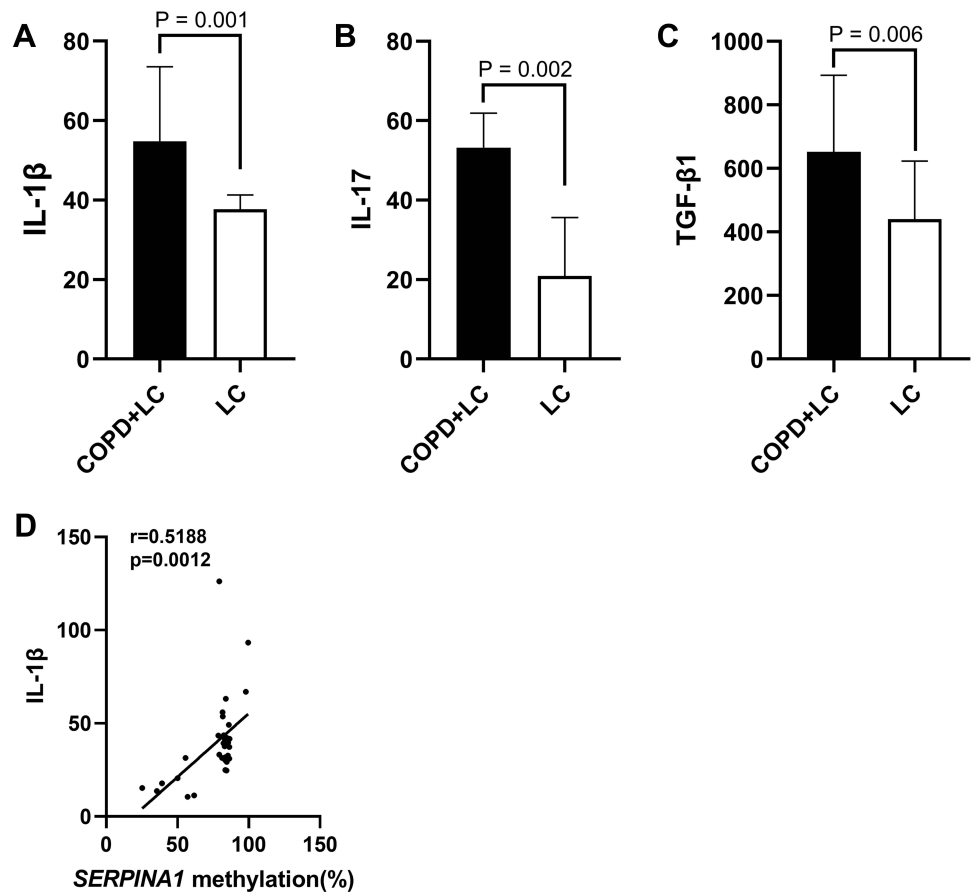 A
P = 0.001
IL-1β
80
60
40
20
0
COPD+LC
LC
B
P = 0.002
IL-17
80
60
40
20
0
COPD+LC
LC
C
P = 0.006
TGF-β1
1000
800
600
400
200
0
COPD+LC
LC
D
r=0.5188
p=0.0012
IL-1β
150
100
50
0
0 50 100 150
SERPINA1 methylation(%)